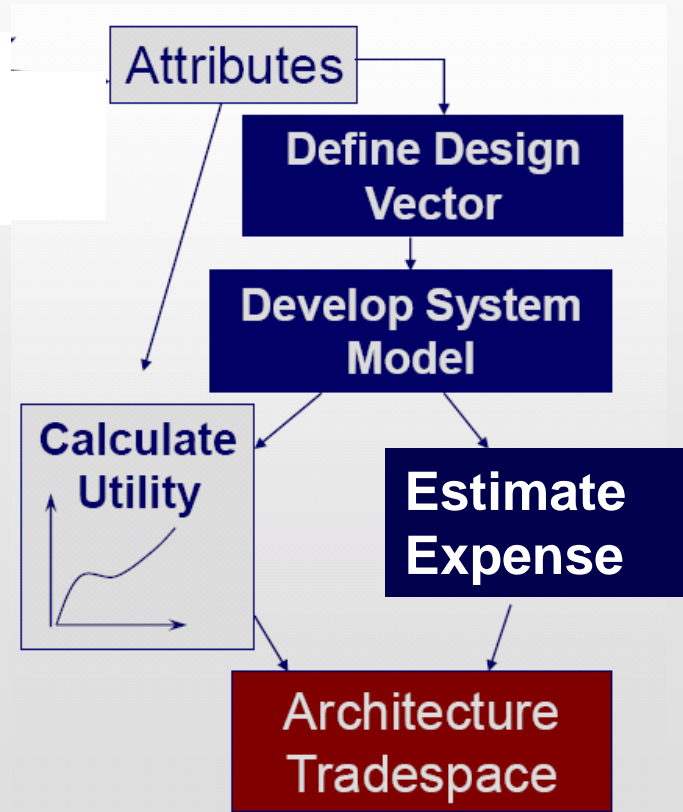 Attributes
Define Design
Vector
Develop System
Model
Calculate
Utility
Estimate
Expense
Architecture
Tradespace